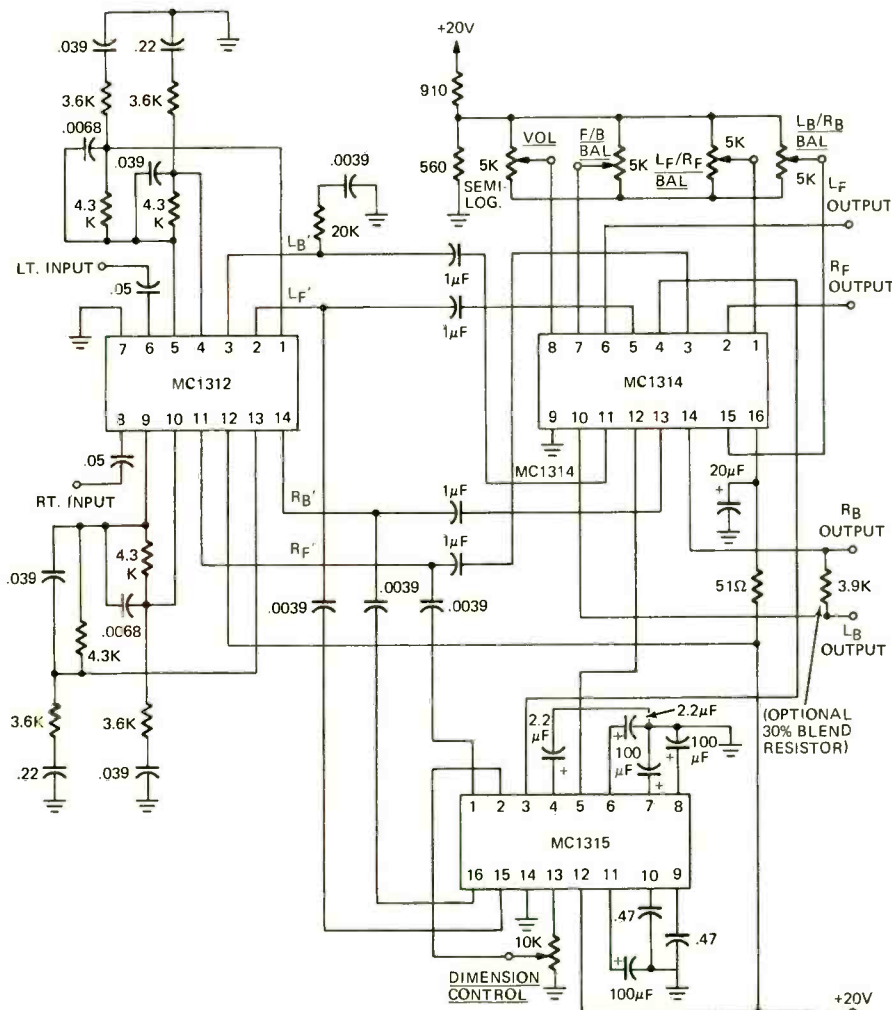 .039
.22
3.6K
3.6K
.0068
.039
4.3
K
4.3
K
LT. INPUT
.05
20K
.0039
LB'
LF'
1µF
1µF
7 6 5 4 3 2 1
MC1312
8 9 10 11 12 13 14
.05
RT. INPUT
4.3
K
.039
.0068
4.3K
3.6K
3.6K
.22
.039
RB'
RF'
1µF
1µF
.0039
.0039
.0039
+20V
910
560
VOL
5K
SEMI-
LOG.
F/B
BAL
5K
LF/RF
BAL
5K
LB/RB
BAL
5K
LF
OUTPUT
RF
OUTPUT
8 7 6 5 4 3 2 1
MC1314
9 10 11 12 13 14 15 16
MC1314
20µF
+
RB
OUTPUT
51Ω
3.9K
LB
OUTPUT
(OPTIONAL
30% BLEND
RESISTOR)
2.2
µF
+
2.2µF
+
100
µF
+
100
µF
+
1 2 3 4 5 6 7 8
MC1315
16 15 14 13 12 11 10 9
10K
DIMENSION
CONTROL
+
100µF
.47
.47
+20V